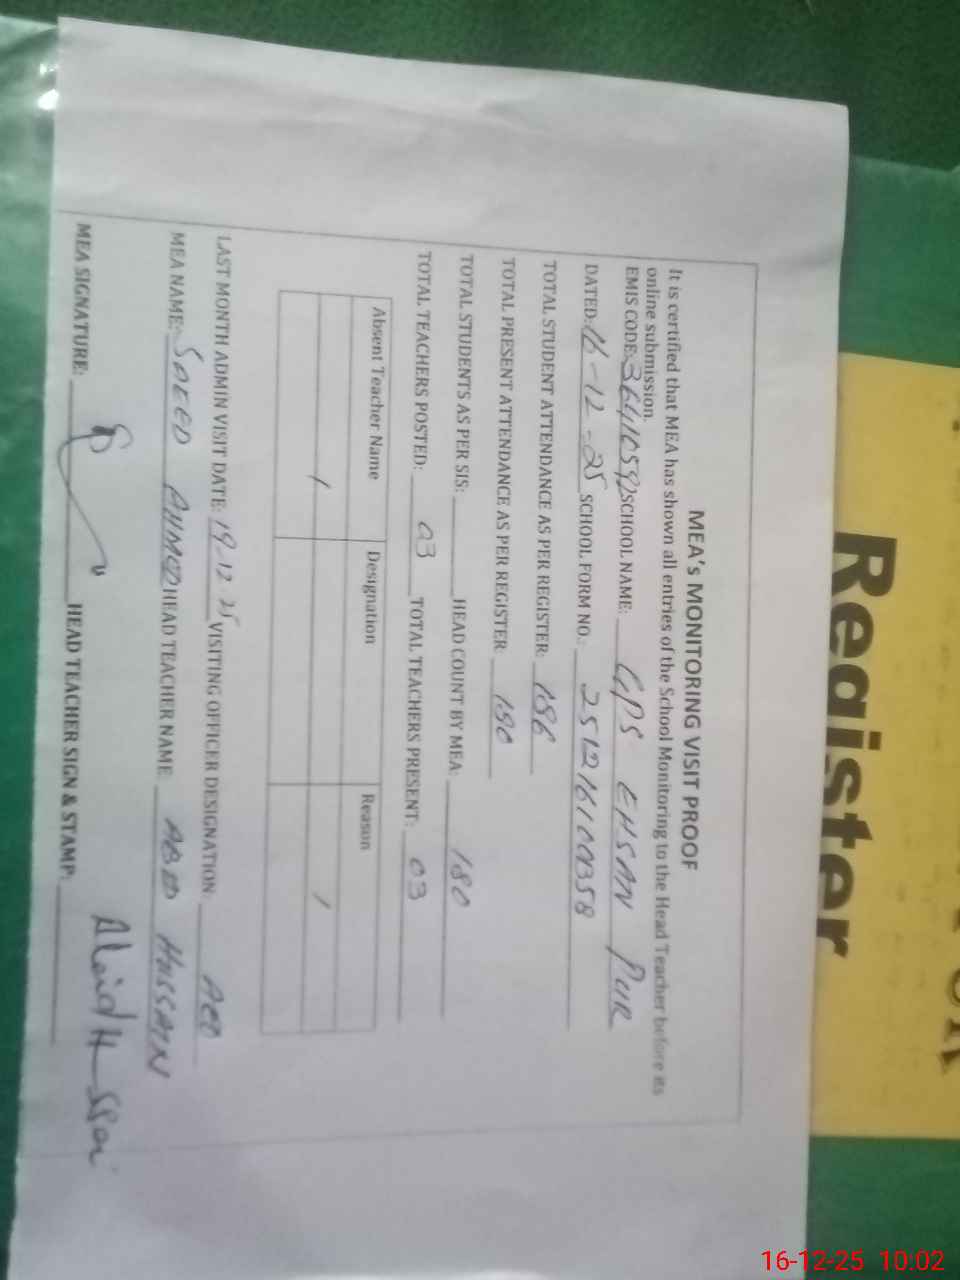 Register
MEA's MONITORING VISIT PROOF
It is certified that MEA has shown all entries of the School Monitoring to the Head Teacher before its
online submission.
EMIS CODE: 36410592 SCHOOL NAME: GPS EHSAN PUR
DATED: 16-12-25 SCHOOL FORM NO.: 251216100358
TOTAL STUDENT ATTENDANCE AS PER REGISTER: 186
TOTAL PRESENT ATTENDANCE AS PER REGISTER: 180
TOTAL STUDENTS AS PER SIS: HEAD COUNT BY MEA: 180
TOTAL TEACHERS POSTED: 03 TOTAL TEACHERS PRESENT: 03
Absent Teacher Name Designation Reason
LAST MONTH ADMIN VISIT DATE: 19.12.25 VISITING OFFICER DESIGNATION: AEO
MEA NAME: SAEED AHMED HEAD TEACHER NAME ABID HUSSAIN
MEA SIGNATURE: HEAD TEACHER SIGN & STAMP:
16-12-25 10:02